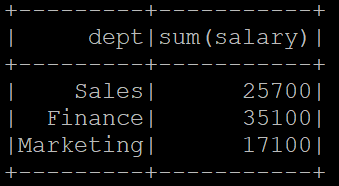 +---------+-----------+
|     dept|sum(salary)|
+---------+-----------+
|    Sales|      25700|
|  Finance|      35100|
|Marketing|      17100|
+---------+-----------+